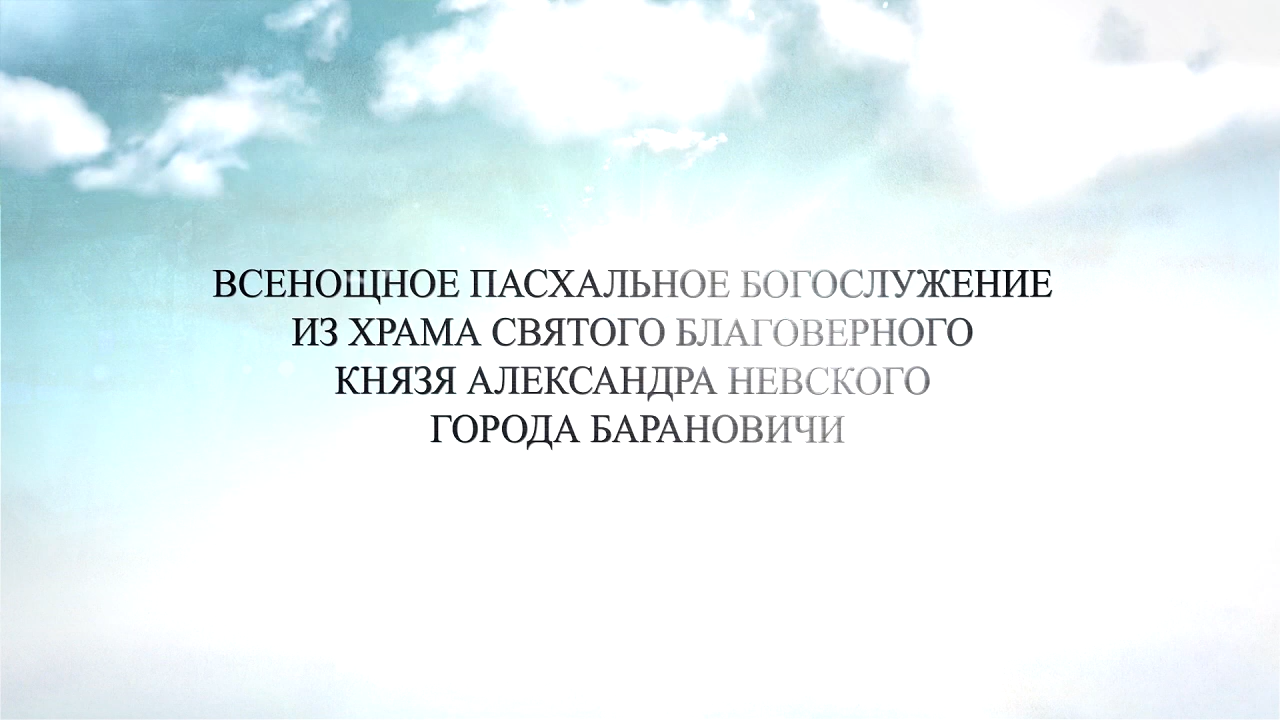 ВСЕНОЩНОЕ ПАСХАЛЬНОЕ БОГОСЛУЖЕНИЕ
ИЗ ХРАМА СВЯТОГО БЛАГОВЕРНОГО
КНЯЗЯ АЛЕКСАНДРА НЕВСКОГО
ГОРОДА БАРАНОВИЧИ